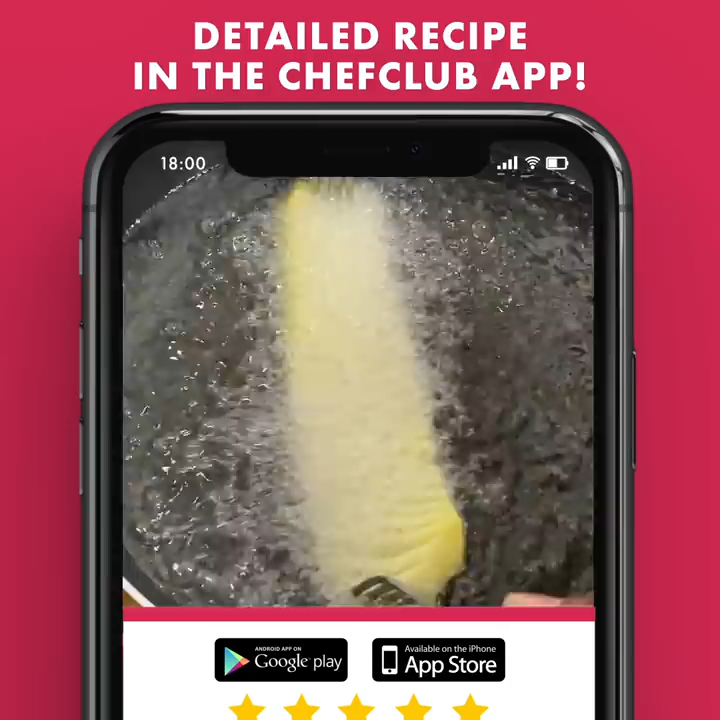 DETAILED RECIPE
IN THE CHEFCLUB APP!
18:00
ANDROID APP ON
Google play
Available on the iPhone
App Store